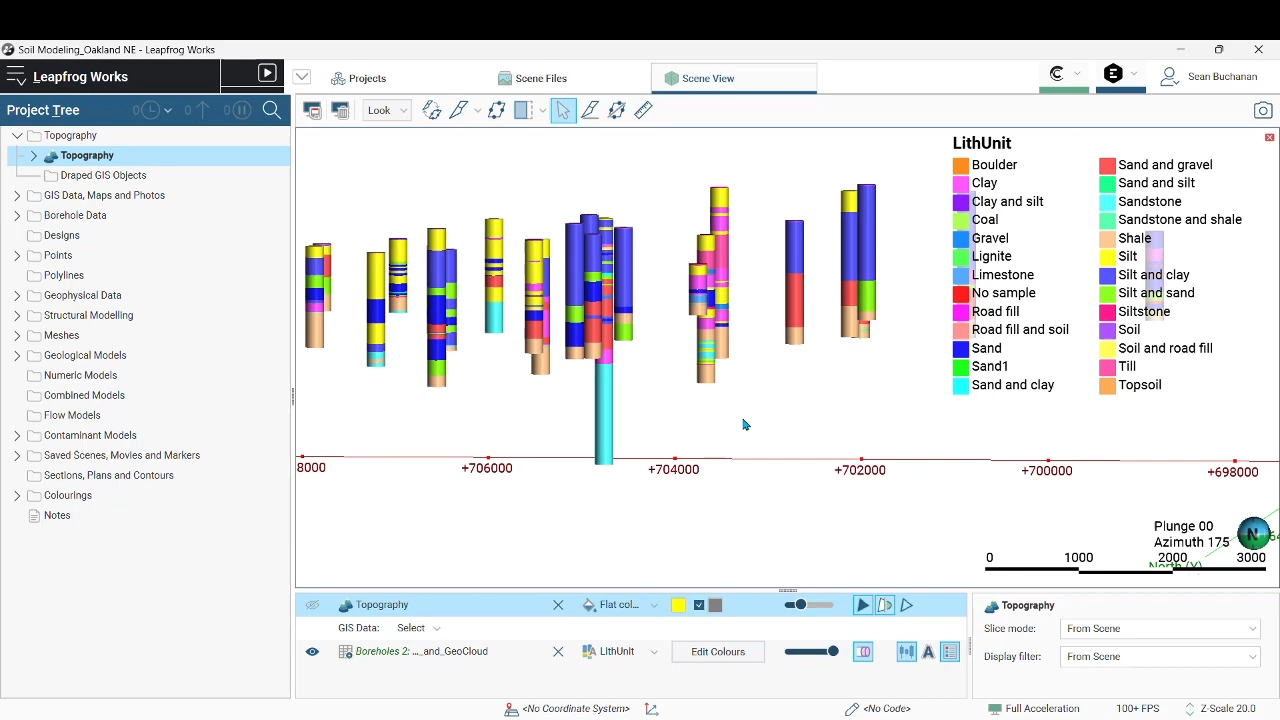 Soil Modeling_Oakland NE - Leapfrog Works
Leapfrog Works
Projects
Scene Files
Scene View
Sean Buchanan
Project Tree
0
0
0
Look
Topography
Topography
Draped GIS Objects
GIS Data, Maps and Photos
Borehole Data
Designs
Points
Polylines
Geophysical Data
Structural Modelling
Meshes
Geological Models
Numeric Models
Combined Models
Flow Models
Contaminant Models
Saved Scenes, Movies and Markers
Sections, Plans and Contours
Colourings
Notes
LithUnit
Boulder
Clay
Clay and silt
Coal
Gravel
Lignite
Limestone
No sample
Road fill
Road fill and soil
Sand
Sand1
Sand and clay
Sand and gravel
Sand and silt
Sandstone
Sandstone and shale
Shale
Silt
Silt and clay
Silt and sand
Siltstone
Soil
Soil and road fill
Till
Topsoil
8000 +706000 +704000 +702000 +700000 +698000
Plunge 00
Azimuth 175
N
0 1000 2000 3000
North (Y)
Topography
Flat col...
GIS Data: Select
Boreholes 2: ..._and_GeoCloud
LithUnit
Edit Colours
A
Topography
Slice mode: From Scene
Display filter: From Scene
<No Coordinate System>
<No Code>
Full Acceleration
100+ FPS
Z-Scale 20.0